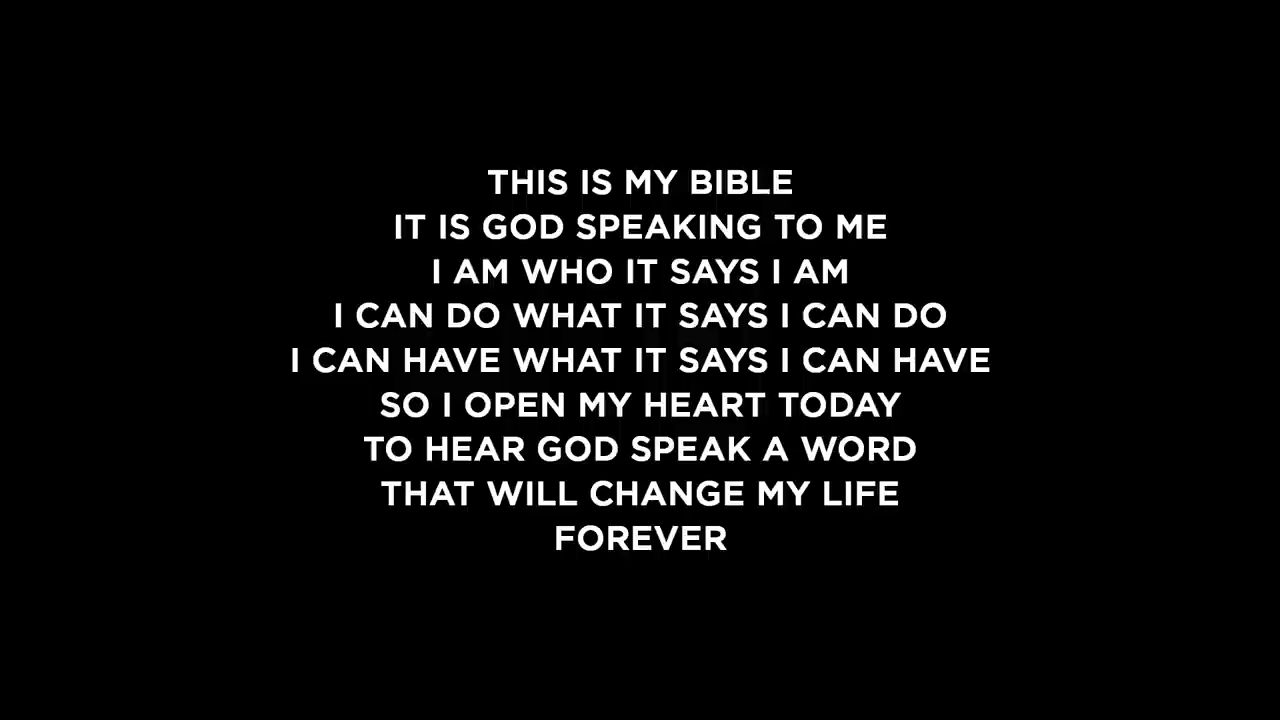 THIS IS MY BIBLE
IT IS GOD SPEAKING TO ME
I AM WHO IT SAYS I AM
I CAN DO WHAT IT SAYS I CAN DO
I CAN HAVE WHAT IT SAYS I CAN HAVE
SO I OPEN MY HEART TODAY
TO HEAR GOD SPEAK A WORD
THAT WILL CHANGE MY LIFE
FOREVER